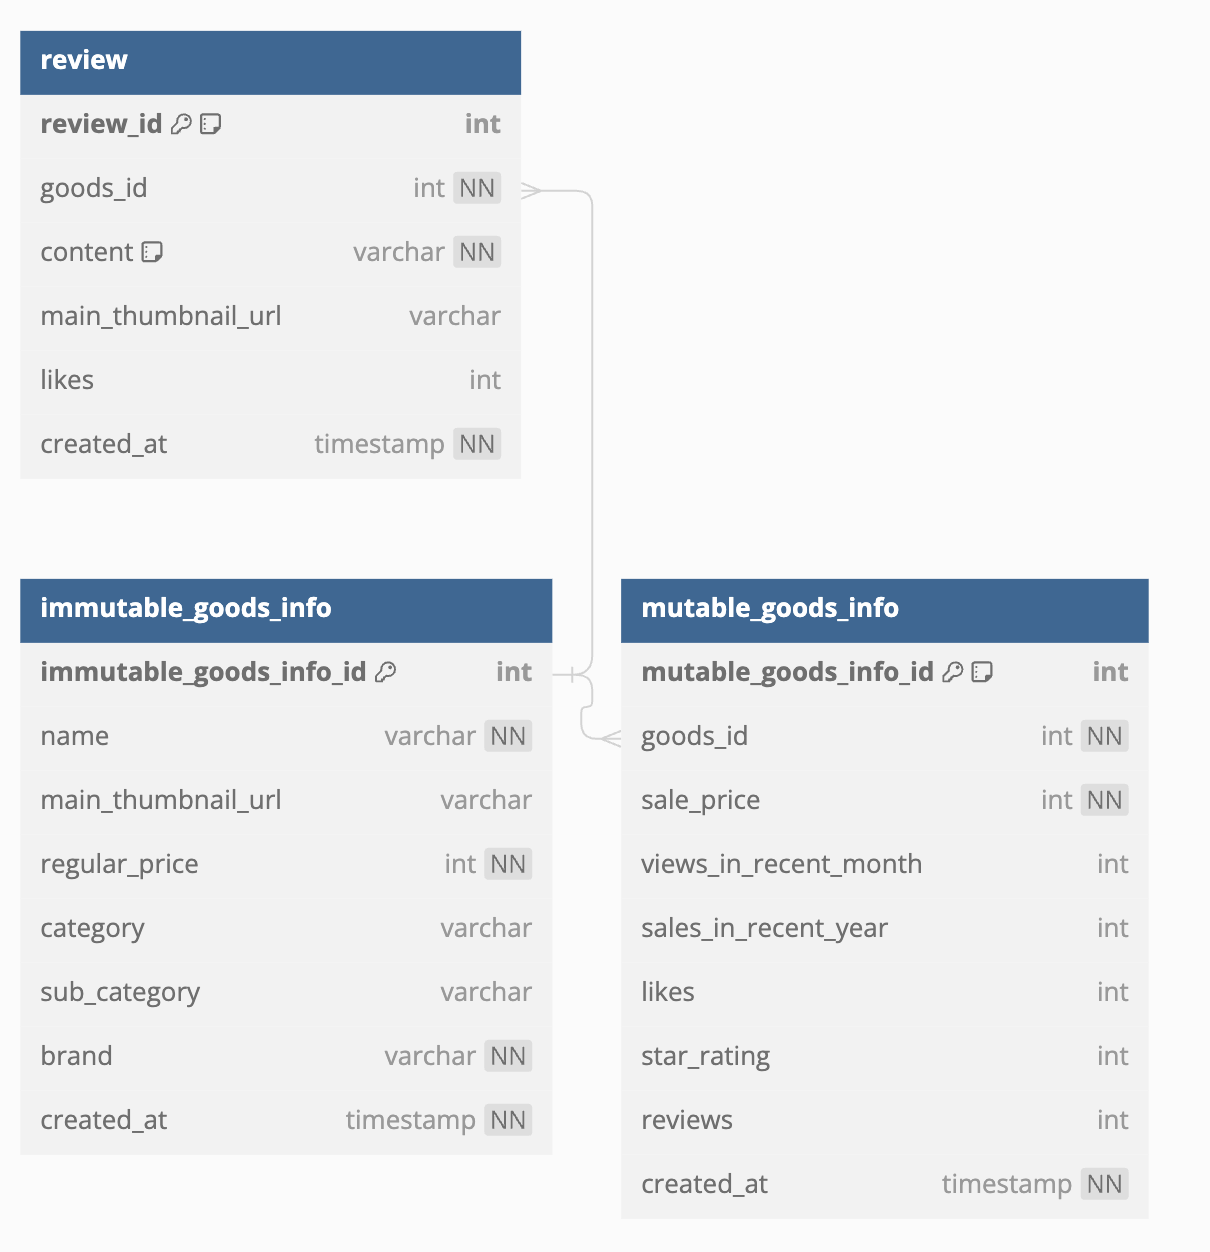 review
review_id int
goods_id int NN
content varchar NN
main_thumbnail_url varchar
likes int
created_at timestamp NN
immutable_goods_info
immutable_goods_info_id int
name varchar NN
main_thumbnail_url varchar
regular_price int NN
category varchar
sub_category varchar
brand varchar NN
created_at timestamp NN
mutable_goods_info
mutable_goods_info_id int
goods_id int NN
sale_price int NN
views_in_recent_month int
sales_in_recent_year int
likes int
star_rating int
reviews int
created_at timestamp NN